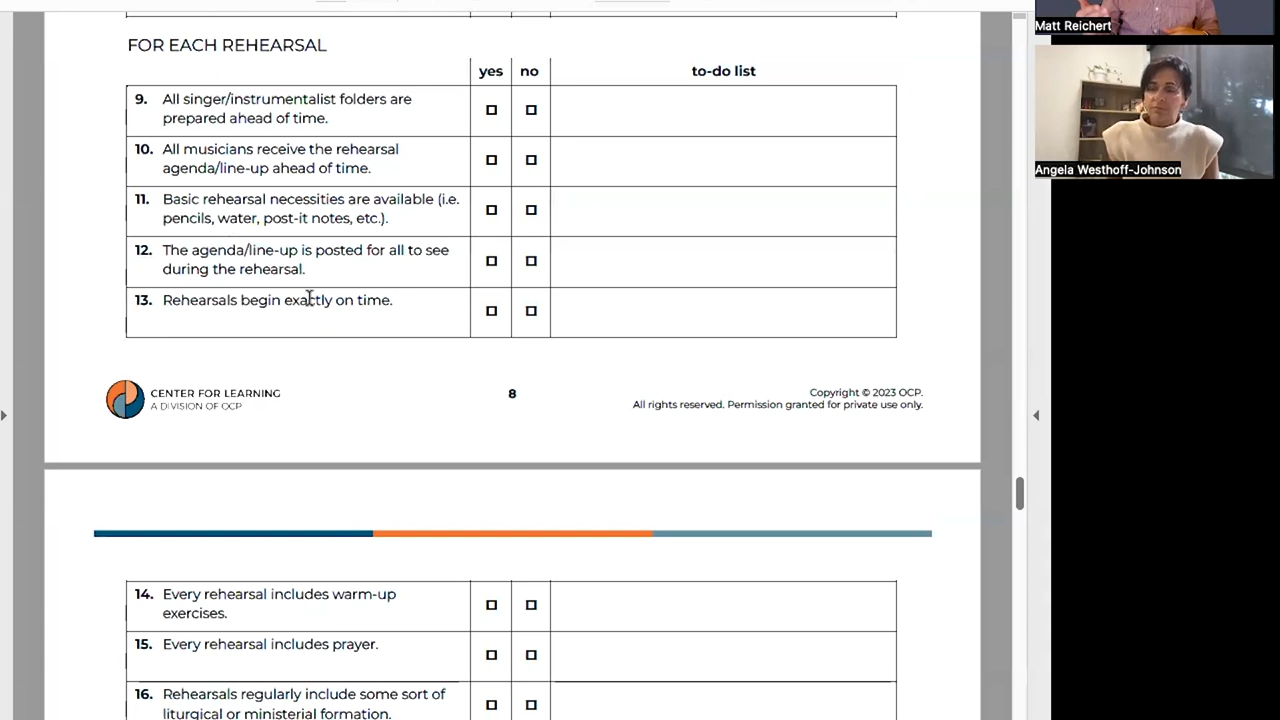 Matt Reichert
Angela Westhoff-Johnson
FOR EACH REHEARSAL
yes no to-do list
9. All singer/instrumentalist folders are
prepared ahead of time.
10. All musicians receive the rehearsal
agenda/line-up ahead of time.
11. Basic rehearsal necessities are available (i.e.
pencils, water, post-it notes, etc.).
12. The agenda/line-up is posted for all to see
during the rehearsal.
13. Rehearsals begin exactly on time.
CENTER FOR LEARNING
A DIVISION OF OCP
8
Copyright © 2023 OCP.
All rights reserved. Permission granted for private use only.
14. Every rehearsal includes warm-up
exercises.
15. Every rehearsal includes prayer.
16. Rehearsals regularly include some sort of
liturgical or ministerial formation.